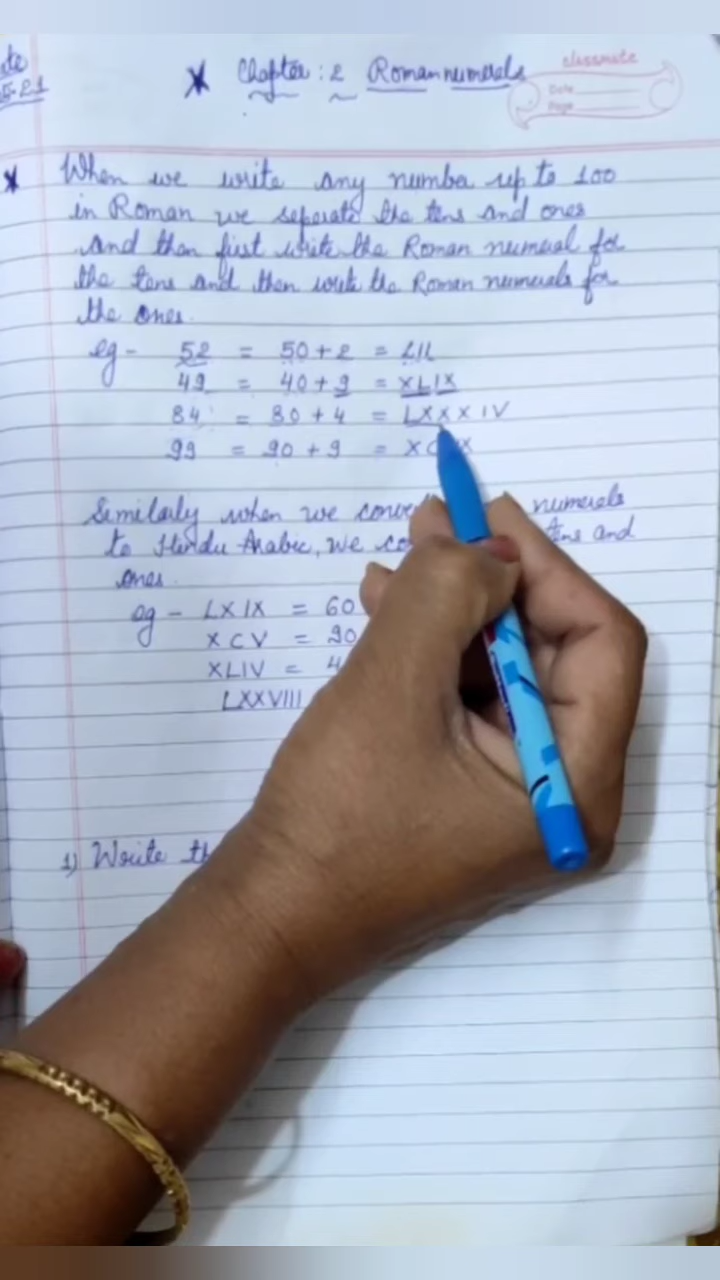 Chapter : 2 Roman numerals
classmate
Date
Page
When we write any number up to 100
in Roman we seperate the tens and ones
and then first write the Roman numeral for
the tens and then write the Roman numerals for
the ones.
eg - 52 = 50 + 2 = LII
49 = 40 + 9 = XLIX
84 = 80 + 4 = LXXXIV
99 = 90 + 9 = XC X
Similarly when we numerals
to Hindu Arabic, we and
ones.
eg - LXIX = 60
XCV = 90
XLIV = 4
LXXVIII
1) Write